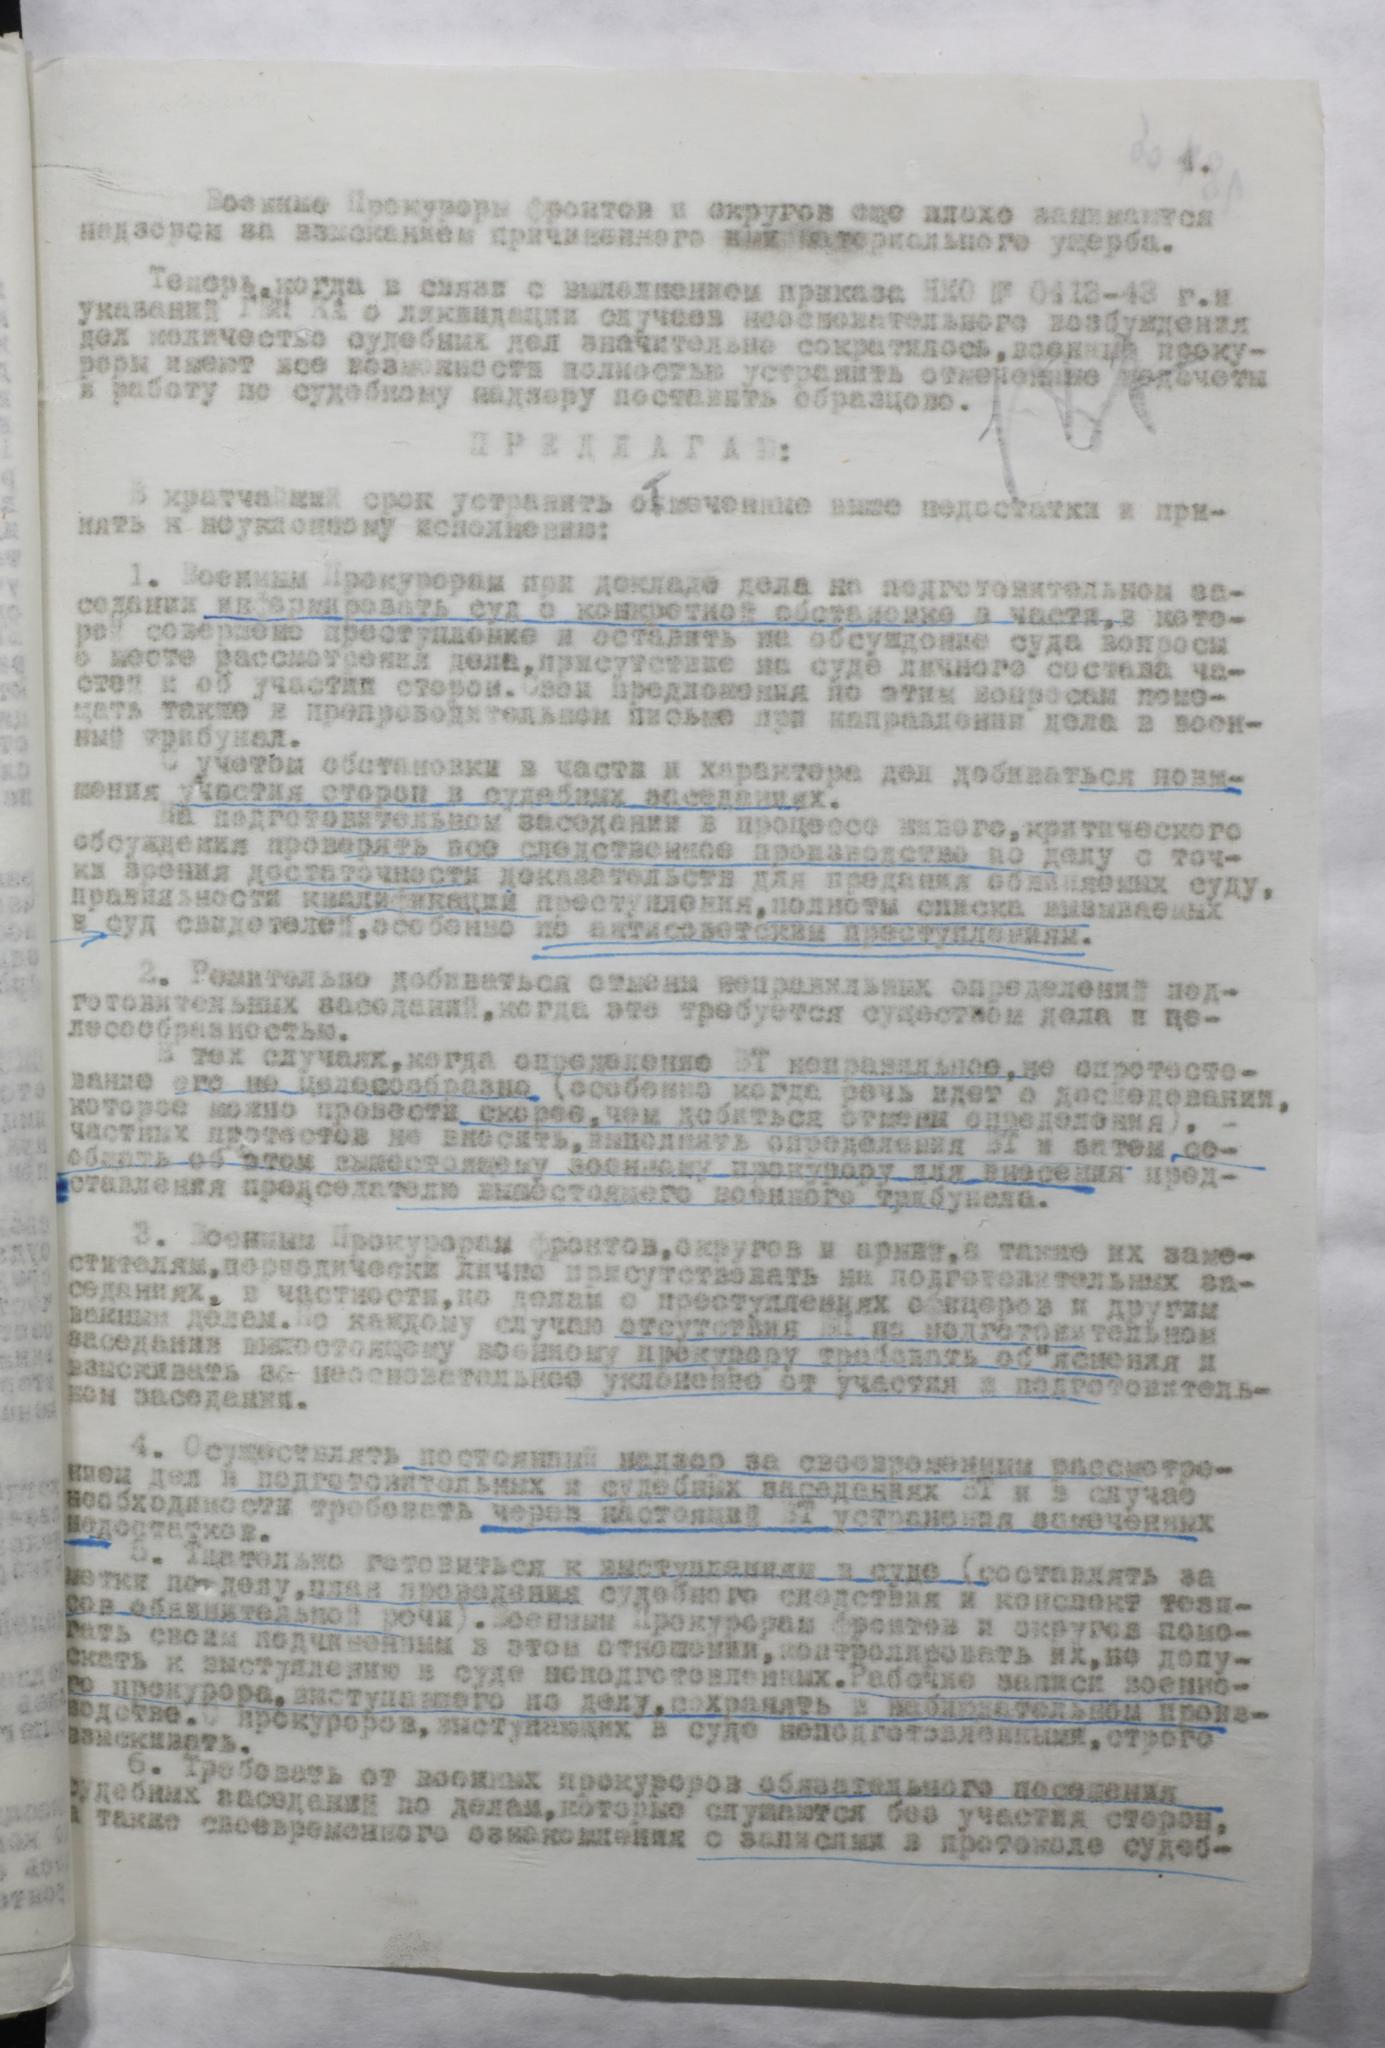 4.
Военные Прокуроры фронтов и округов еще плохо занимаются
надзором за взысканием причиненного ими материального ущерба.
Теперь,когда в связи с выполнением приказа НКО № 0413-43 г.и
указаний ГВП КА о ликвидации случаев неосновательного возбуждения
дел количество судебных дел значительно сократилось,военные проку-
роры имеют все возможности полностью устранить отмеченные недочеты
и работу по судебному надзору поставить образцово.
П Р Е Д Л А Г А Ю:
В кратчайший срок устранить отмеченные выше недостатки и при-
нять к неуклонному исполнению:
1. Военным Прокурорам при докладе дела на подготовительном за-
седании информировать суд о конкретной обстановке в части,в кото-
рой совершено преступление и оставить на обсуждение суда вопросы
о месте рассмотрения дела,присутствие на суде личного состава ча-
стей и об участии сторон.Свои предложения по этим вопросам поме-
щать также в препроводительном письме при направлении дела в воен-
ный трибунал.
С учетом обстановки в части и характера дел добиваться повы-
шения участия сторон в судебных заседаниях.
На подготовительном заседании в процессе живого,критического
обсуждения проверять все следственное производство по делу с точ-
ки зрения достаточности доказательств для предания обвиняемых суду,
правильности квалификаций преступления,полноты списка вызываемых
в суд свидетелей,особенно по антисоветским преступлениям.
2. Решительно добиваться отмены неправильных определений под-
готовительных заседаний,когда это требуется существом дела и це-
лесообразностью.
В тех случаях,когда определение ВТ неправильное,но опротесто-
вание его не целесообразно (особенно когда речь идет о доследовании,
которое можно провести скорее,чем добиться отмены определения),
частных протестов не вносить,выполнять определения ВТ и затем со-
общать об этом вышестоящему военному прокурору для внесения пред-
ставления председателю вышестоящего военного трибунала.
3. Военным Прокурорам фронтов,округов и армий,а также их заме-
стителям,периодически лично присутствовать на подготовительных за-
седаниях, в частности,по делам о преступлениях офицеров и другим
важным делам.По каждому случаю отсутствия ВП на подготовительном
заседании вышестоящему военному прокурору требовать об"яснения и
взыскивать за неосновательное уклонение от участия в подготовитель-
ном заседании.
4. Осуществлять постоянный надзор за своевременным рассмотре-
нием дел в подготовительных и судебных заседаниях ВТ и в случае
необходимости требовать через настоящий ВТ устранения замеченных
недостатков.
5. Тщательно готовиться к выступлениям в суде (составлять за
метки по делу,план проведения судебного следствия и конспект тези-
сов обвинительной речи).Военным Прокурорам фронтов и округов помо-
гать своим подчиненным в этом отношении,контролировать их,не допу-
скать к выступлению в суде неподготовленных.Рабочие записи военно-
го прокурора,выступавшего по делу,сохранять в наблюдательном произ-
водстве.С прокуроров,выступающих в суде неподготовленными,строго
взыскивать.
6. Требовать от военных прокуроров обязательного посещения
судебных заседаний по делам,которые слушаются без участия сторон,
а также своевременного ознакомления с записями в протоколе судеб-